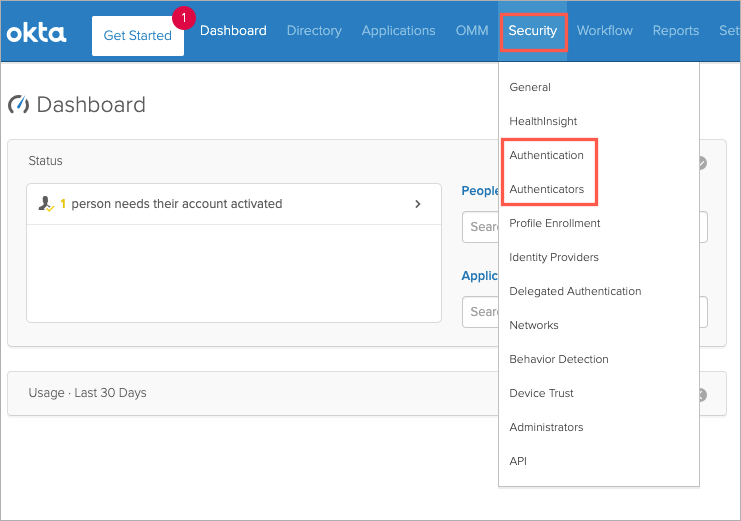 okta
Get Started
1
Dashboard
Directory
Applications
OMM
Security
Workflow
Reports
Set
Dashboard
Status
1 person needs their account activated
People
Sear
Applic
Sear
Usage · Last 30 Days
General
HealthInsight
Authentication
Authenticators
Profile Enrollment
Identity Providers
Delegated Authentication
Networks
Behavior Detection
Device Trust
Administrators
API